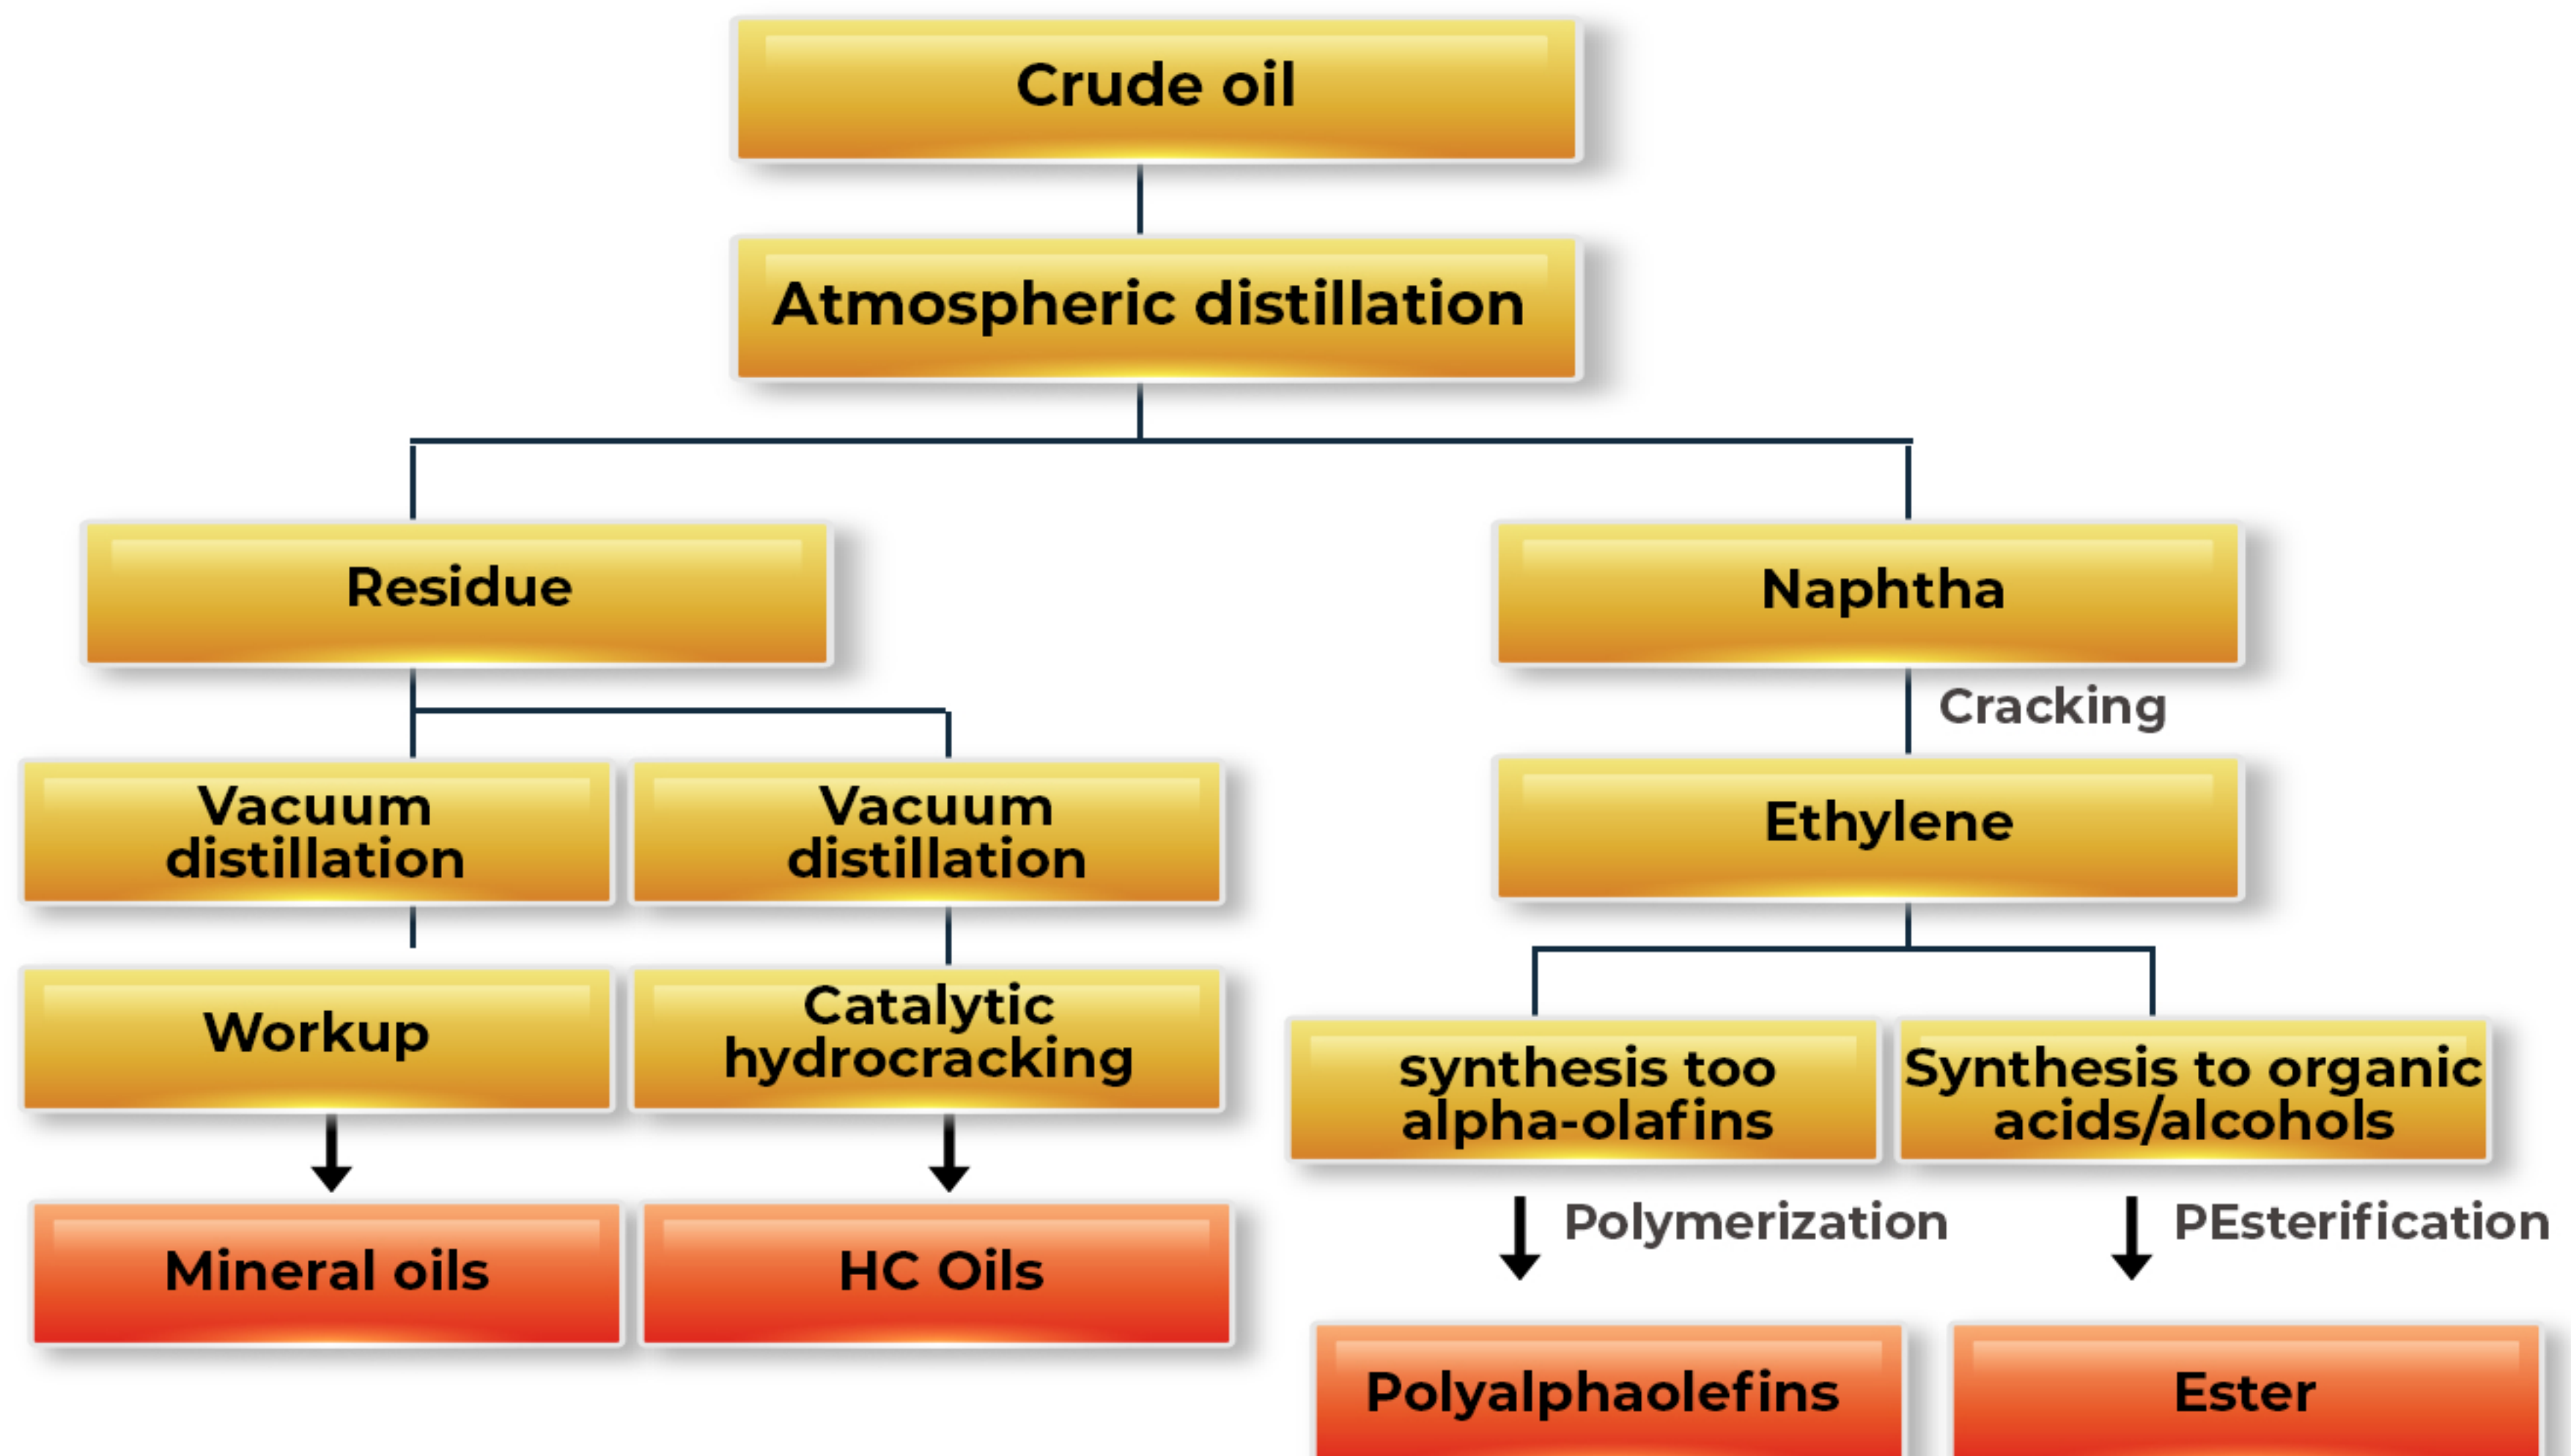 Crude oil
Atmospheric distillation
Residue
Naphtha
Cracking
Vacuum
distillation
Vacuum
distillation
Ethylene
Workup
Catalytic
hydrocracking
synthesis too
alpha-olafins
Synthesis to organic
acids/alcohols
Polymerization
PEsterification
Mineral oils
HC Oils
Polyalphaolefins
Ester